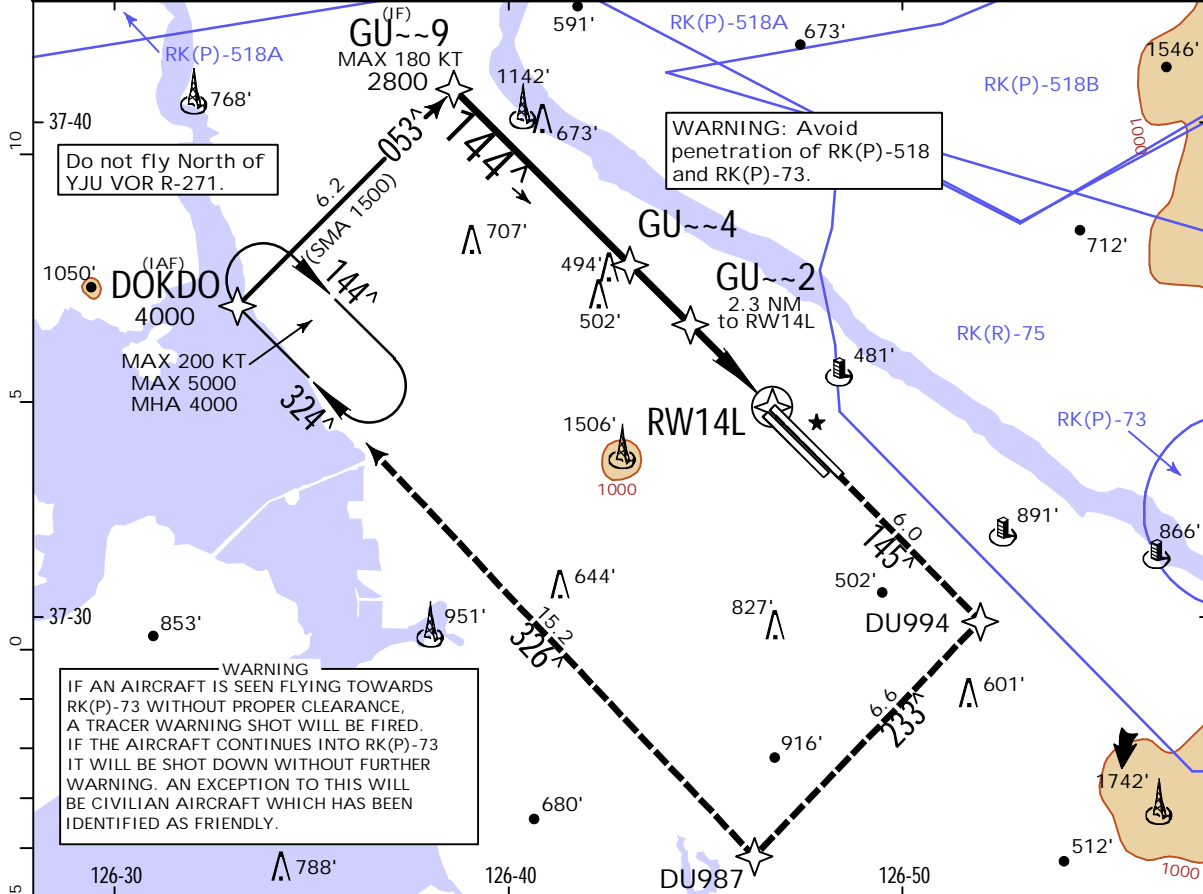 (IF)
GU~~9
MAX 180 KT
2800
591'
RK(P)-518A
673'
1546'
RK(P)-518A
768'
1142'
673'
RK(P)-518B
1000
10
37-40
Do not fly North of
YJU VOR R-271.
053^
144^
WARNING: Avoid
penetration of RK(P)-518
and RK(P)-73.
6.2
(SMA 1500)
707'
GU~~4
712'
1050'
(IAF)
DOKDO
4000
144^
494'
502'
GU~~2
2.3 NM
to RW14L
RK(R)-75
MAX 200 KT
MAX 5000
MHA 4000
324^
481'
5
1506'
1000
RW14L
RK(P)-73
891'
866'
6.0
145^
644'
502'
827'
DU994
37-30
0
853'
951'
15.2
326^
601'
6.6
233^
WARNING
IF AN AIRCRAFT IS SEEN FLYING TOWARDS
RK(P)-73 WITHOUT PROPER CLEARANCE,
A TRACER WARNING SHOT WILL BE FIRED.
IF THE AIRCRAFT CONTINUES INTO RK(P)-73
IT WILL BE SHOT DOWN WITHOUT FURTHER
WARNING. AN EXCEPTION TO THIS WILL
BE CIVILIAN AIRCRAFT WHICH HAS BEEN
IDENTIFIED AS FRIENDLY.
916'
1742'
680'
512'
788'
5
126-30
126-40
DU987
126-50
1000